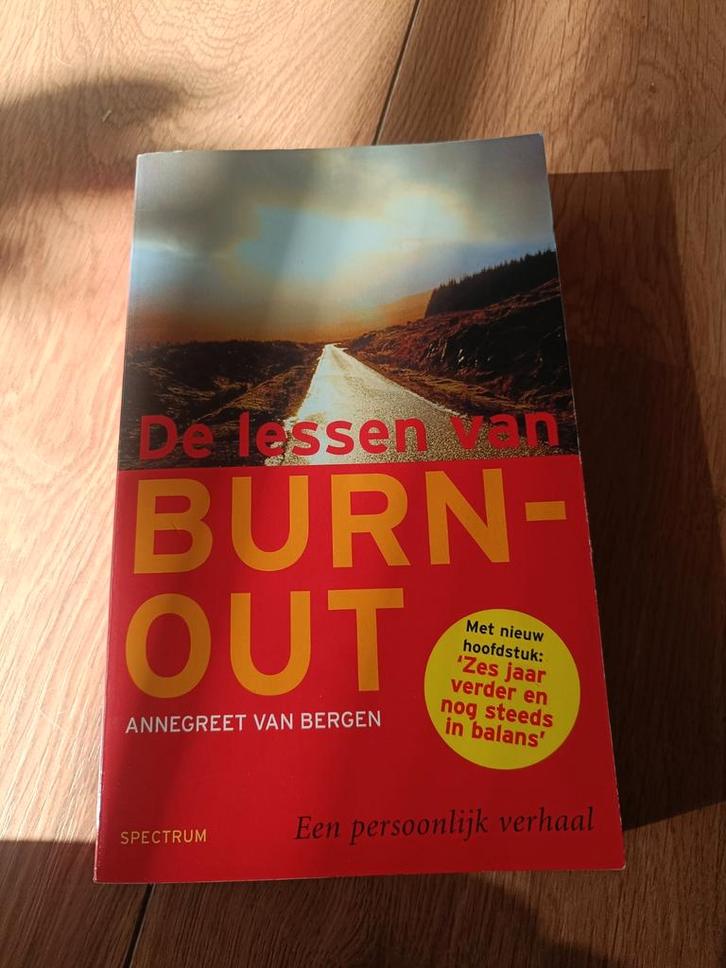 De lessen van
BURN-
OUT
ANNEGREET VAN BERGEN
Met nieuw
hoofdstuk:
'Zes jaar
verder en
nog steeds
in balans'
SPECTRUM
Een persoonlijk verhaal